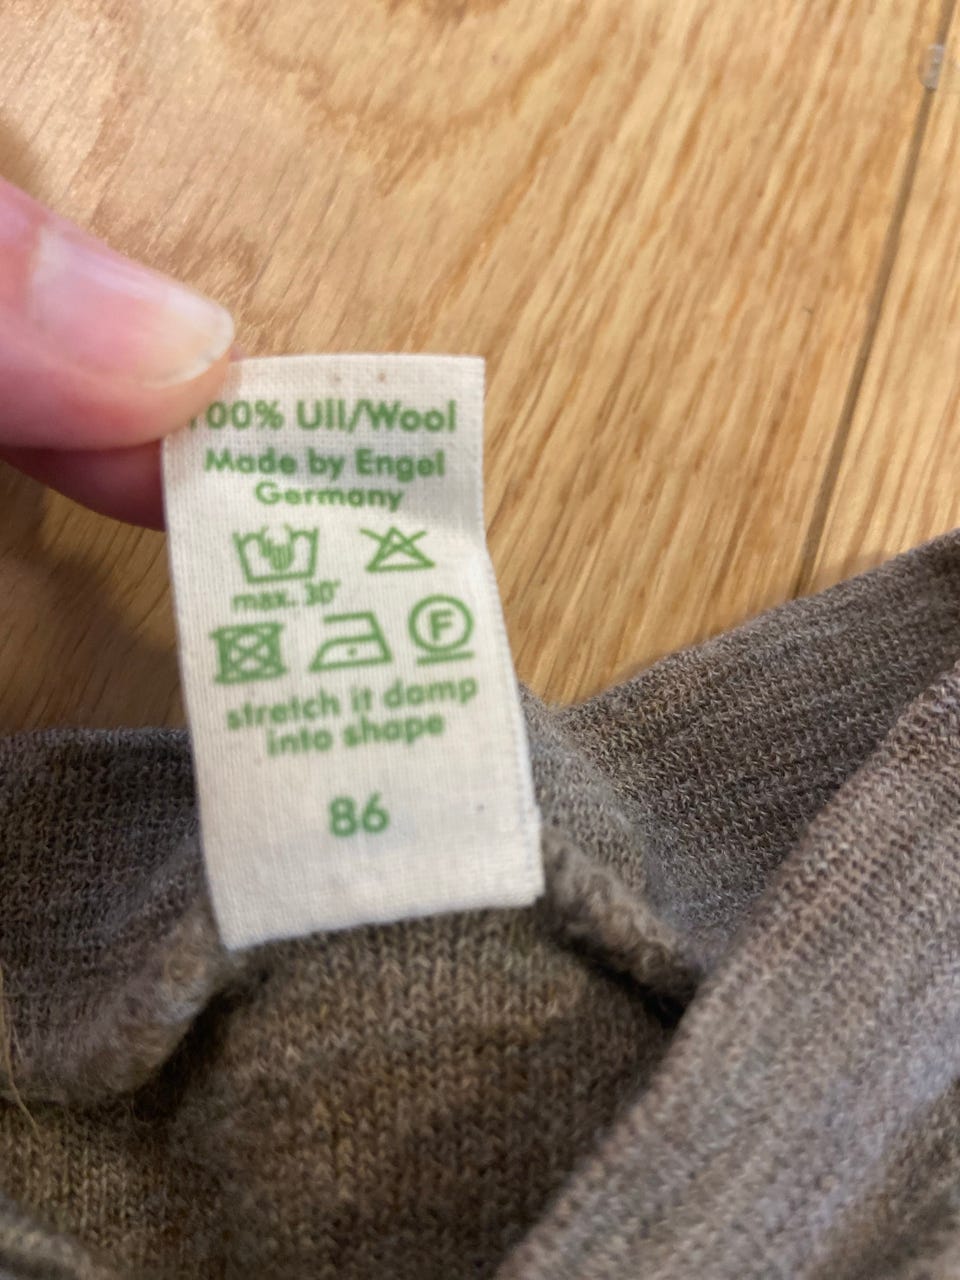 100% Ull/Wool
Made by Engel
Germany
max. 30°
F
stretch it damp
into shape
86